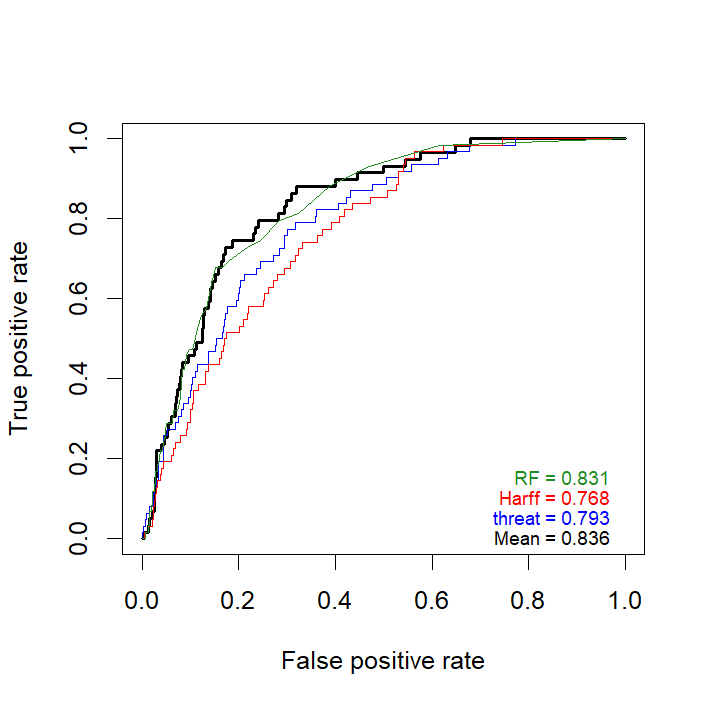 True positive rate
1.0
0.8
0.6
0.4
0.2
0.0
RF = 0.831
Harff = 0.768
threat = 0.793
Mean = 0.836
0.0 0.2 0.4 0.6 0.8 1.0
False positive rate